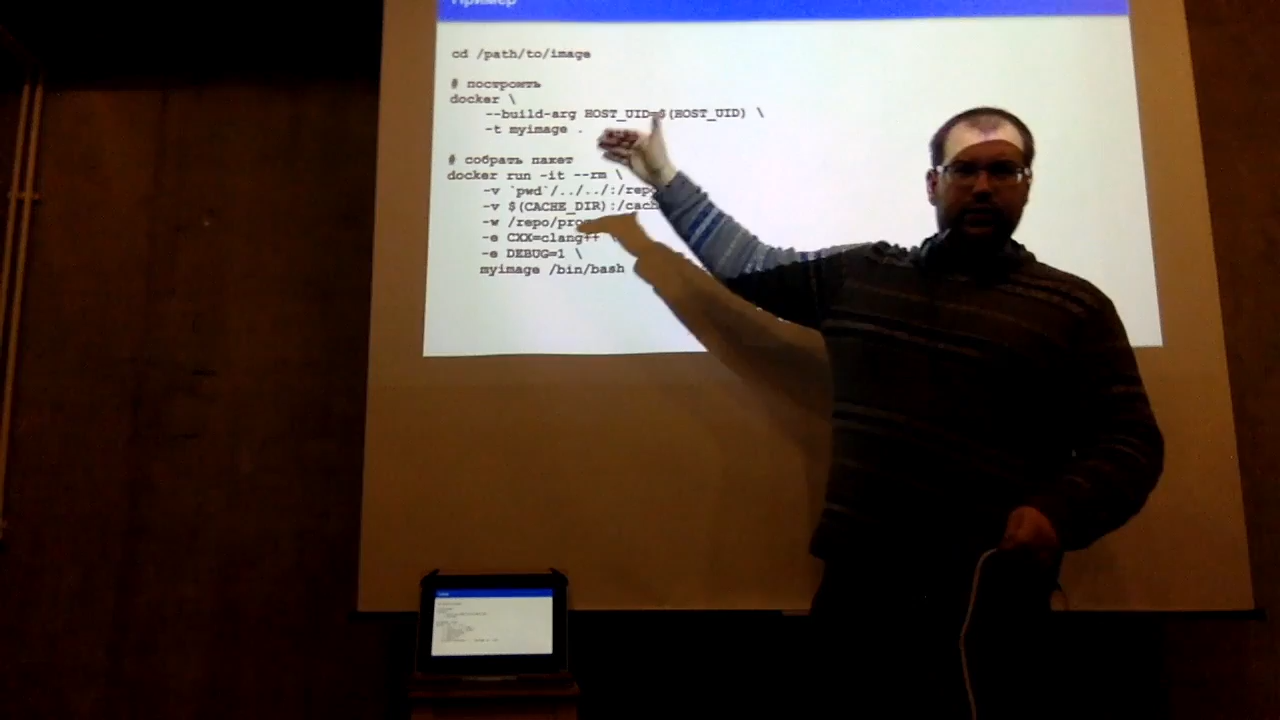 Пример
cd /path/to/image
# построить
docker \
--build-arg HOST_UID=$(HOST_UID) \
-t myimage .
# собрать пакет
docker run -it --rm \
-v `pwd`/../../:/repo
-v $(CACHE_DIR):/cach
-w /repo/pro
-e CXX=clang++ \
-e DEBUG=1 \
myimage /bin/bash